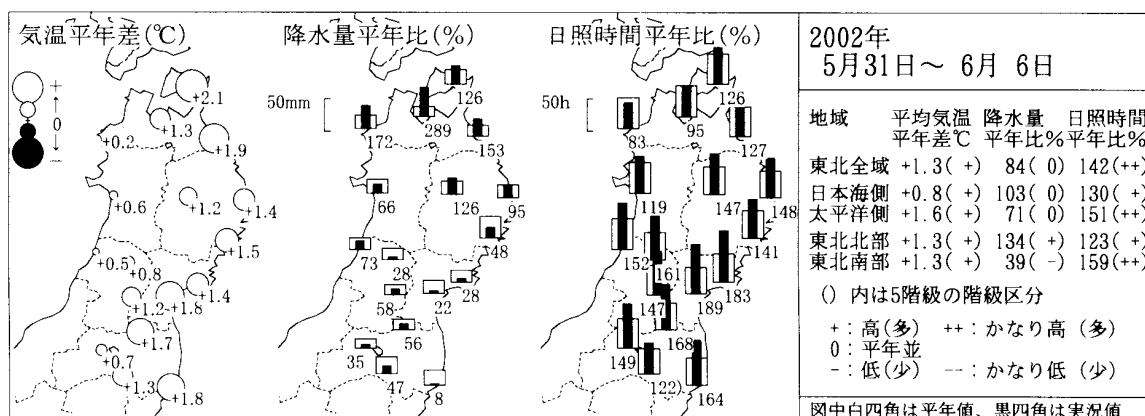 気温平年差(℃)
+
↑
0
↓
−
+2.1
+1.3
+0.2
+1.9
+0.6
+1.2
+1.4
+1.5
+0.5
+0.8
+1.4
+1.2
+1.8
+1.7
+0.7
+1.3
+1.8
降水量平年比(%)
50mm
126
289
172
153
66
126
95
48
73
28
28
58
22
56
35
47
8
日照時間平年比(%)
50h
126
95
83
127
119
147
148
141
152
161
183
147
189
168
149
122)
164
2002年
5月31日～ 6月 6日
地域 平均気温 降水量 日照時間
平年差℃ 平年比% 平年比%
東北全域 +1.3( +) 84( 0) 142(++)
日本海側 +0.8( +) 103( 0) 130( +)
太平洋側 +1.6( +) 71( 0) 151(++)
東北北部 +1.3( +) 134( +) 123( +)
東北南部 +1.3( +) 39( -) 159(++)
() 内は5階級の階級区分
+ : 高(多) ++ : かなり高 (多)
0 : 平年並
- : 低(少) -- : かなり低 (少)
図中白四角は平年値、黒四角は実況値